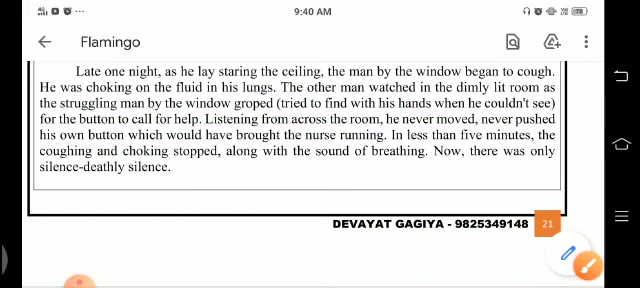 9:40 AM
Flamingo
Late one night, as he lay staring the ceiling, the man by the window began to cough.
He was choking on the fluid in his lungs. The other man watched in the dimly lit room as
the struggling man by the window groped (tried to find with his hands when he couldn't see)
for the button to call for help. Listening from across the room, he never moved, never pushed
his own button which would have brought the nurse running. In less than five minutes, the
coughing and choking stopped, along with the sound of breathing. Now, there was only
silence-deathly silence.
DEVAYAT GAGIYA - 9825349148 21